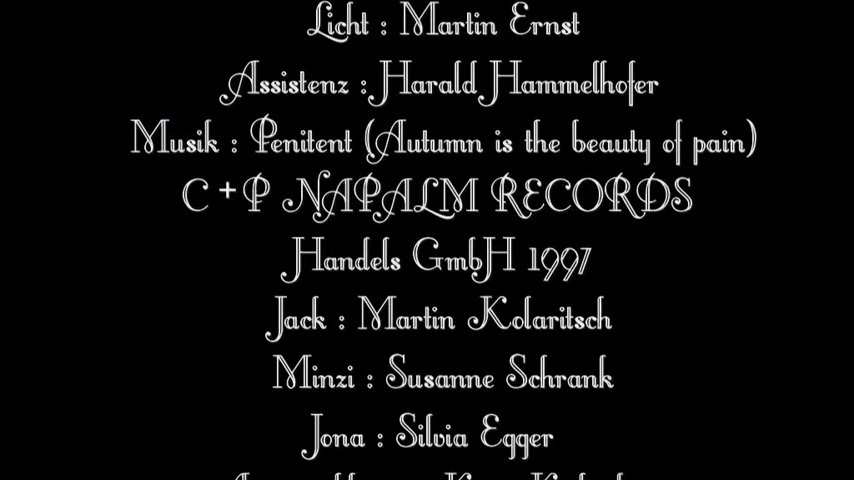 Licht : Martin Ernst
Assistenz : Harald Hammelhofer
Musik : Penitent (Autumn is the beauty of pain)
C + P NAPALM RECORDS
Handels GmbH 1997
Jack : Martin Kolaritsch
Minzi : Susanne Schrank
Jona : Silvia Egger